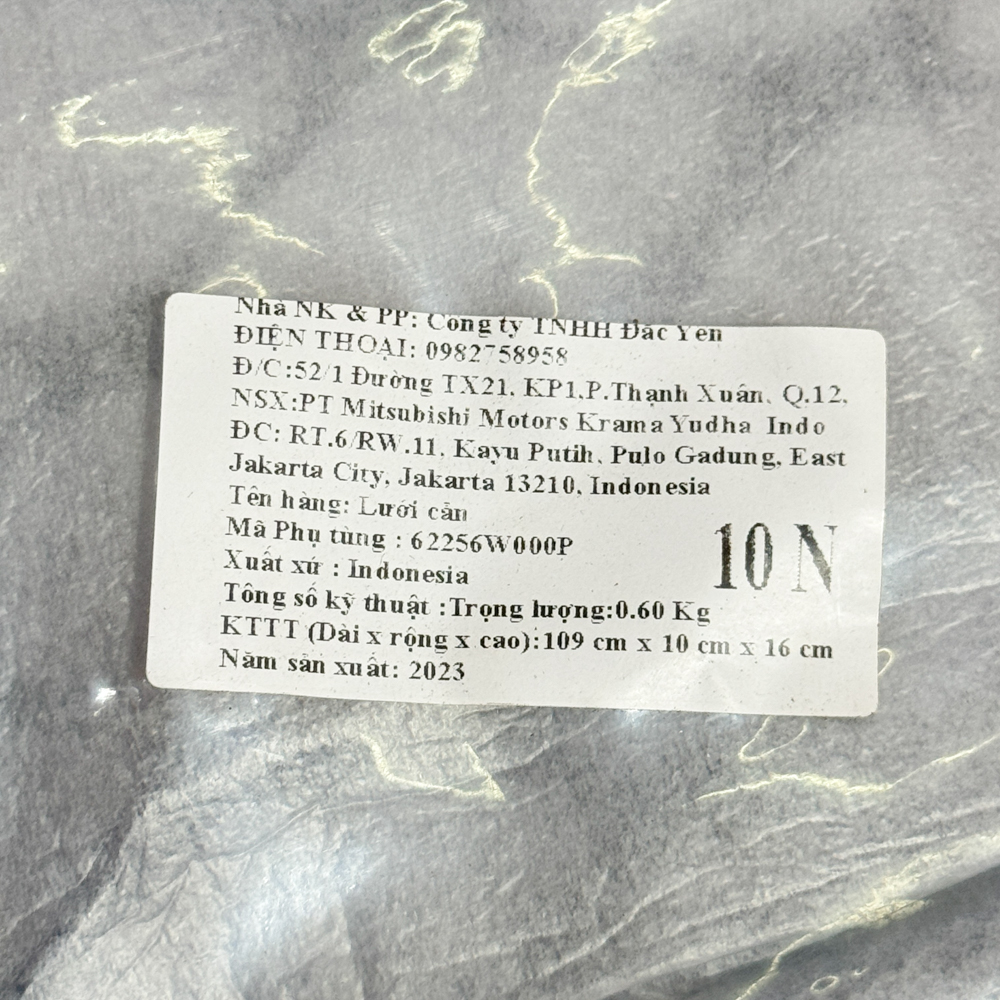 Nhà NK & PP: Công ty TNHH Đắc Yên
ĐIỆN THOẠI: 0982758958
Đ/C:52/1 Đường TX21, KP1,P.Thạnh Xuân, Q.12,
NSX:PT Mitsubishi Motors Krama Yudha Indo
ĐC: RT.6/RW.11, Kayu Putih, Pulo Gadung, East
Jakarta City, Jakarta 13210, Indonesia
Tên hàng: Lưới cản
Mã Phụ tùng : 62256W000P
10 N
Xuất xứ : Indonesia
Tông số kỹ thuật :Trọng lượng:0.60 Kg
KTTT (Dài x rộng x cao):109 cm x 10 cm x 16 cm
Năm sản xuất: 2023